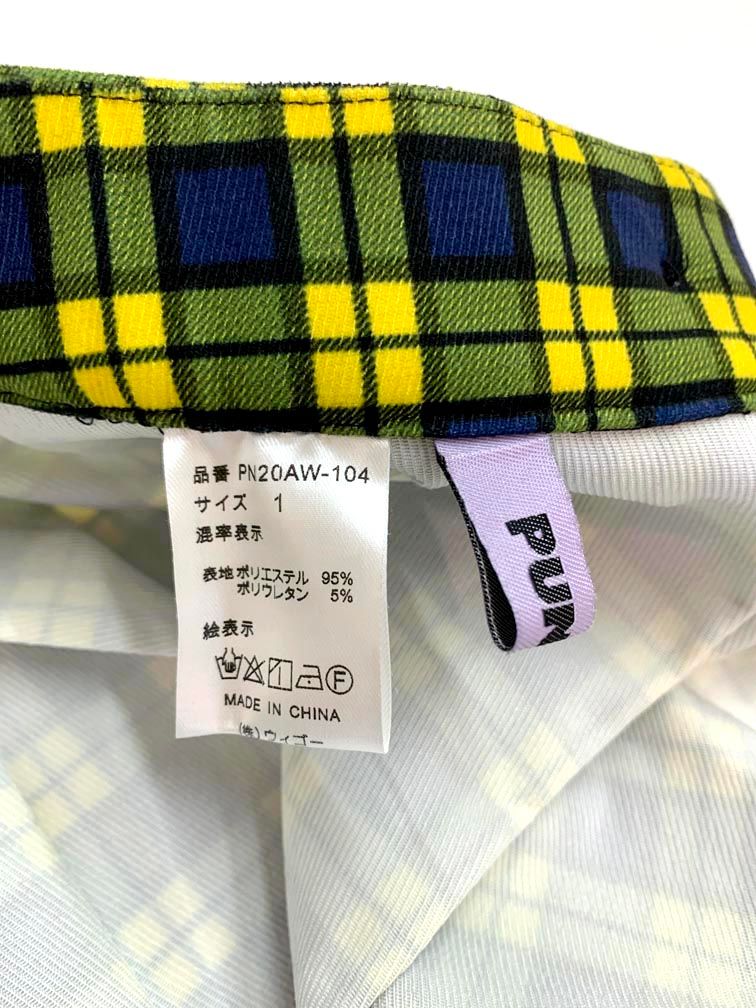 品番 PN20AW-104
サイズ 1
混率表示
表地 ポリエステル 95%
ポリウレタン 5%
絵表示
F
MADE IN CHINA
(株)ウィゴー